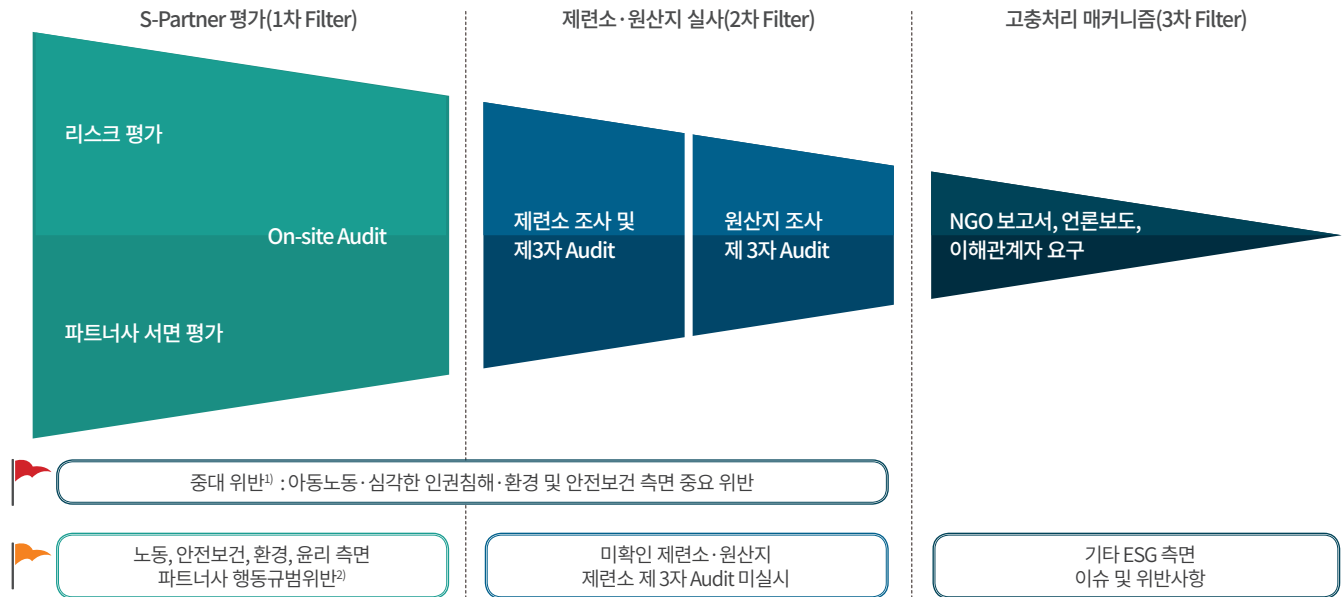 S-Partner 평가(1차 Filter)
제련소·원산지 실사(2차 Filter)
고충처리 매커니즘(3차 Filter)
리스크 평가
On-site Audit
파트너사 서면 평가
제련소 조사 및
제3자 Audit
원산지 조사
제 3자 Audit
NGO 보고서, 언론보도,
이해관계자 요구
중대 위반1) : 아동노동·심각한 인권침해·환경 및 안전보건 측면 중요 위반
노동, 안전보건, 환경, 윤리 측면
파트너사 행동규범위반2)
미확인 제련소·원산지
제련소 제 3자 Audit 미실시
기타 ESG 측면
이슈 및 위반사항